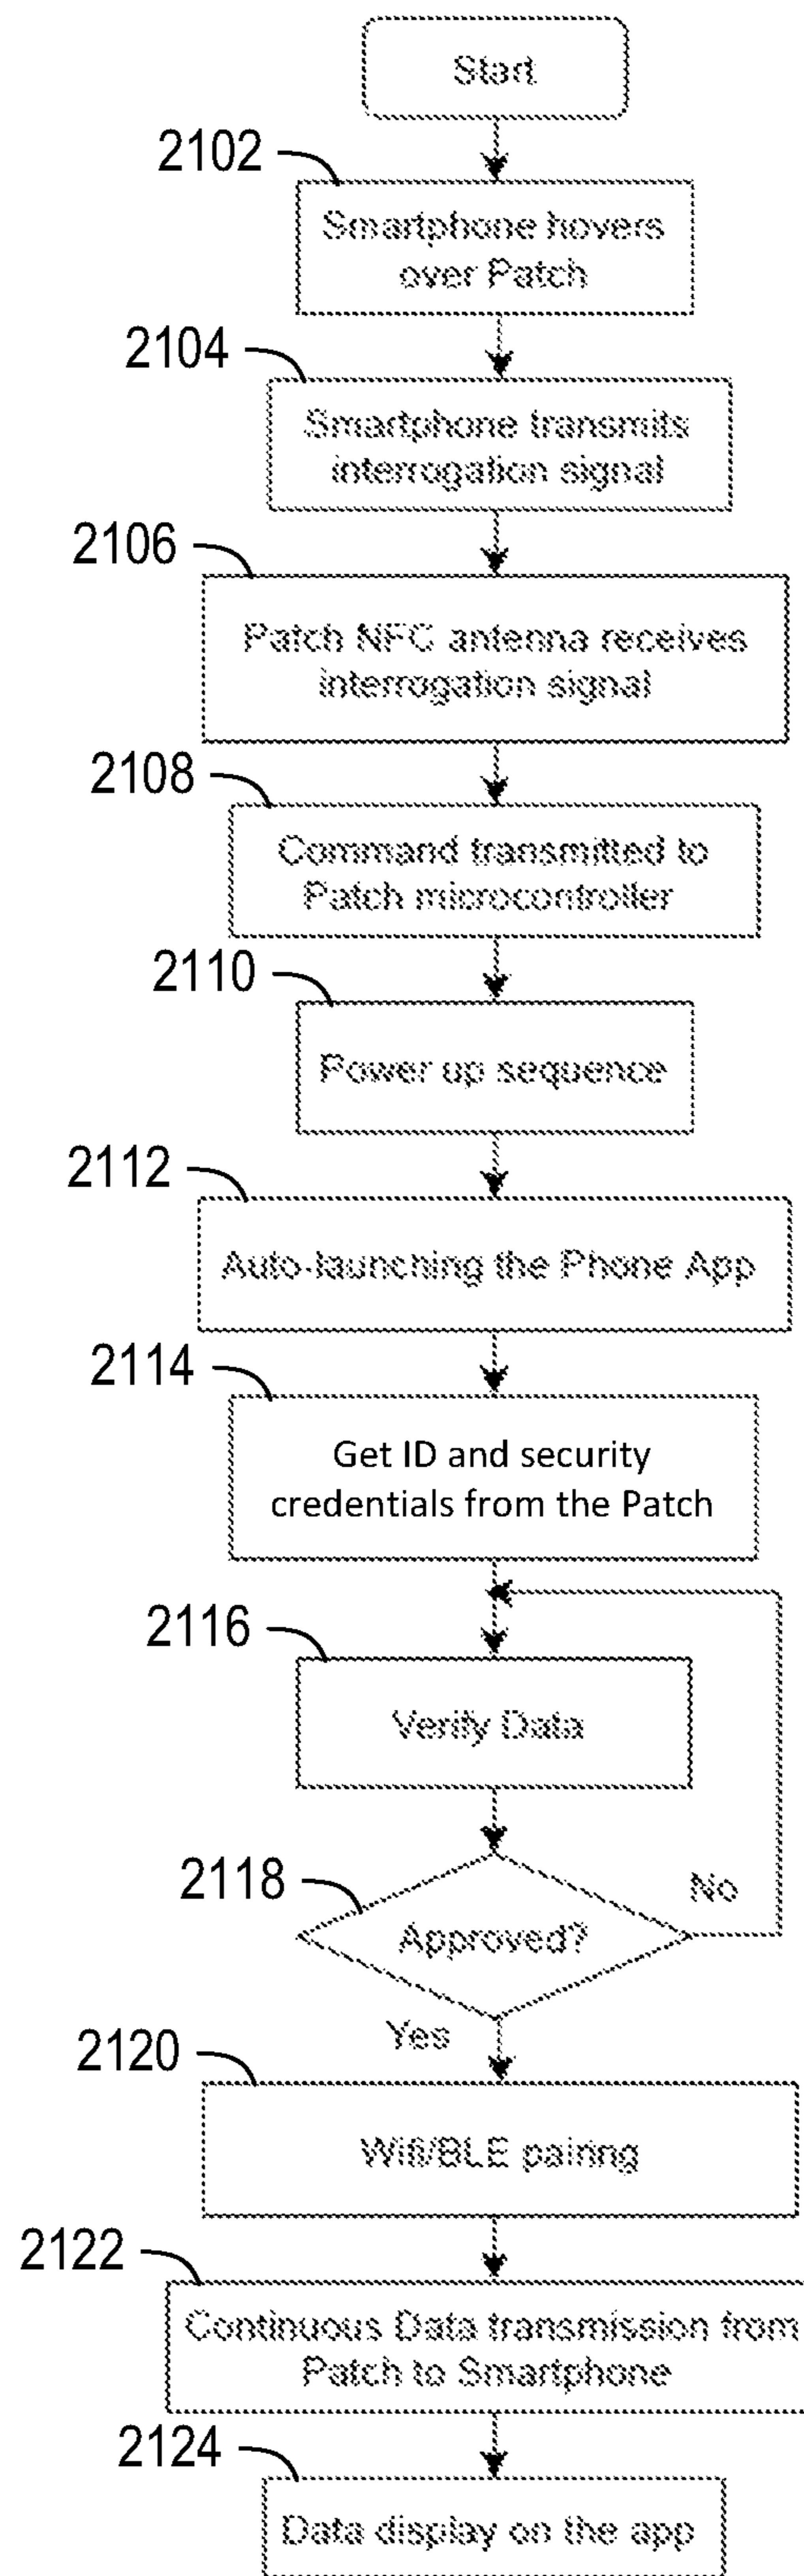 Start
2102
Smartphone hovers
over Patch
2104
Smartphone transmits
interrogation signal
2106
Patch NFC antenna receives
interrogation signal
2108
Command transmitted to
Patch microcontroller
2110
Power up sequence
2112
Auto-launching the Phone App
2114
Get ID and security
credentials from the Patch
2116
Verify Data
2118
Approved?
No
Yes
2120
Wifi/BLE pairing
2122
Continuous Data transmission from
Patch to Smartphone
2124
Data display on the app